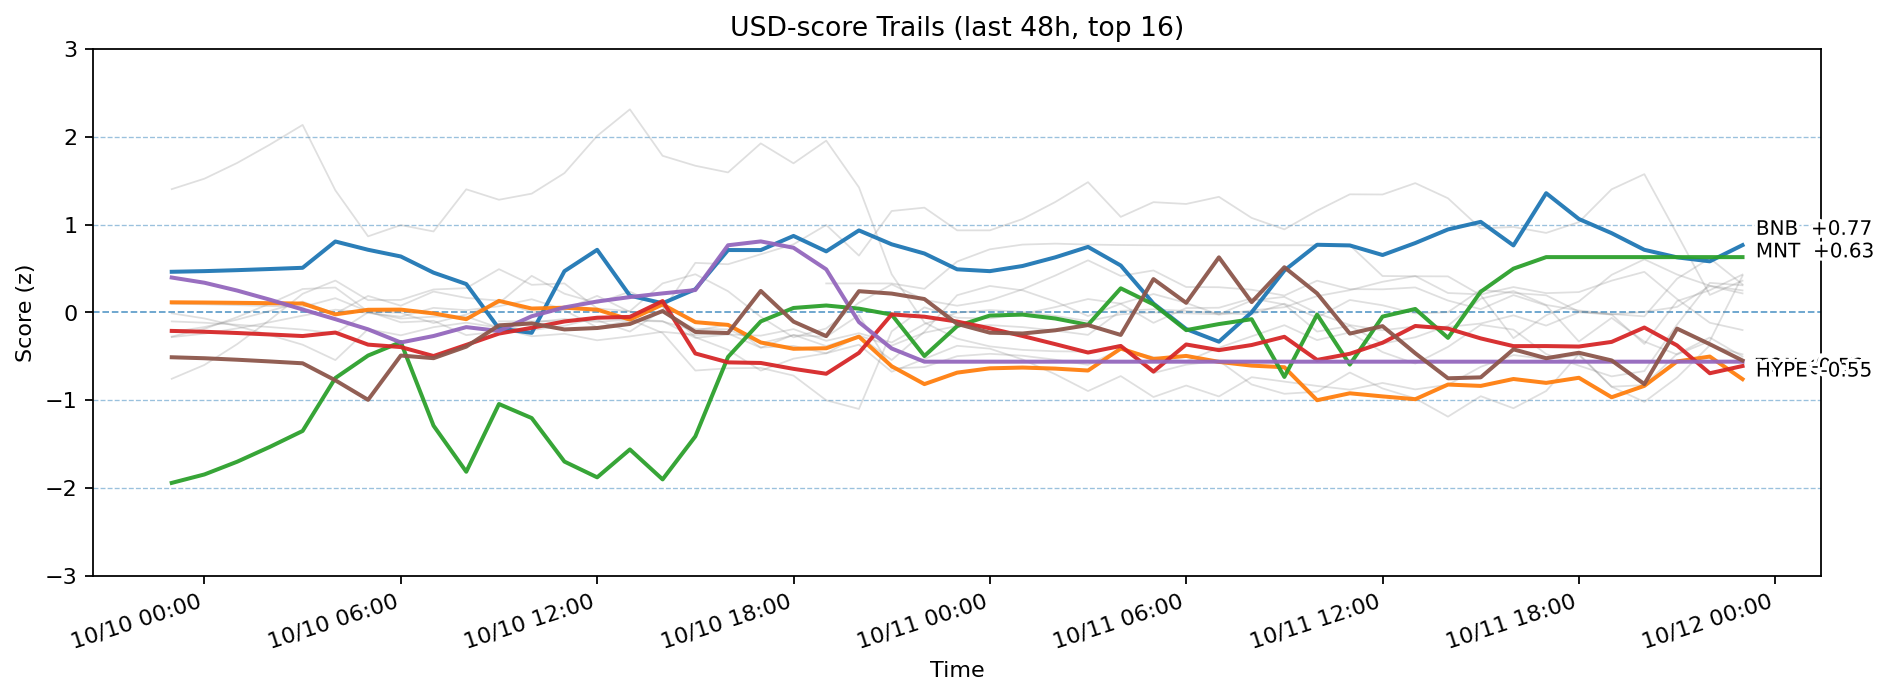 USD-score Trails (last 48h, top 16)
Score (z)
3
2
1
0
−1
−2
−3
BNB +0.77
MNT +0.63
HYPE -0.55
10/10 00:00
10/10 06:00
10/10 12:00
10/10 18:00
10/11 00:00
10/11 06:00
10/11 12:00
10/11 18:00
10/12 00:00
Time